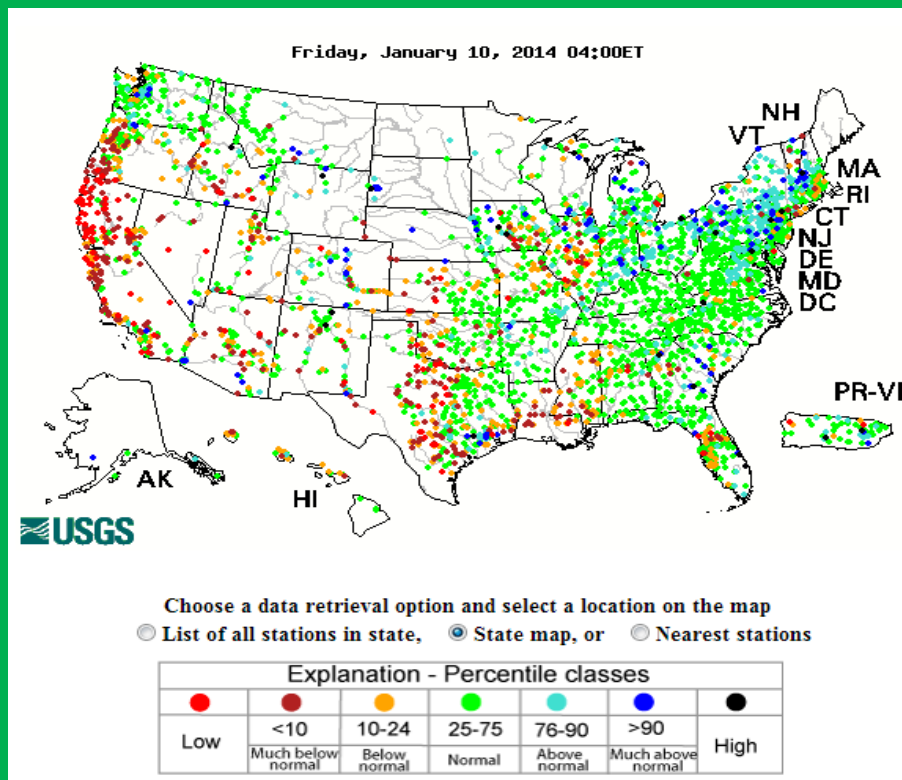 Friday, January 10, 2014 04:00ET
NH
VT
MA
RI
CT
NJ
DE
MD
DC
PR-VI
AK
HI
USGS
Choose a data retrieval option and select a location on the map
List of all stations in state, State map, or Nearest stations
Explanation - Percentile classes
Low <10 10-24 25-75 76-90 >90 High
Much below normal Below normal Normal Above normal Much above normal